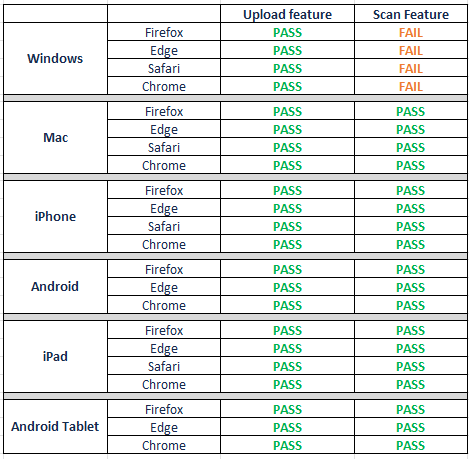 Upload feature Scan Feature
Windows Firefox PASS FAIL
Edge PASS FAIL
Safari PASS FAIL
Chrome PASS FAIL
Mac Firefox PASS PASS
Edge PASS PASS
Safari PASS PASS
Chrome PASS PASS
iPhone Firefox PASS PASS
Edge PASS PASS
Safari PASS PASS
Chrome PASS PASS
Android Firefox PASS PASS
Edge PASS PASS
Chrome PASS PASS
iPad Firefox PASS PASS
Edge PASS PASS
Safari PASS PASS
Chrome PASS PASS
Android Tablet Firefox PASS PASS
Edge PASS PASS
Chrome PASS PASS